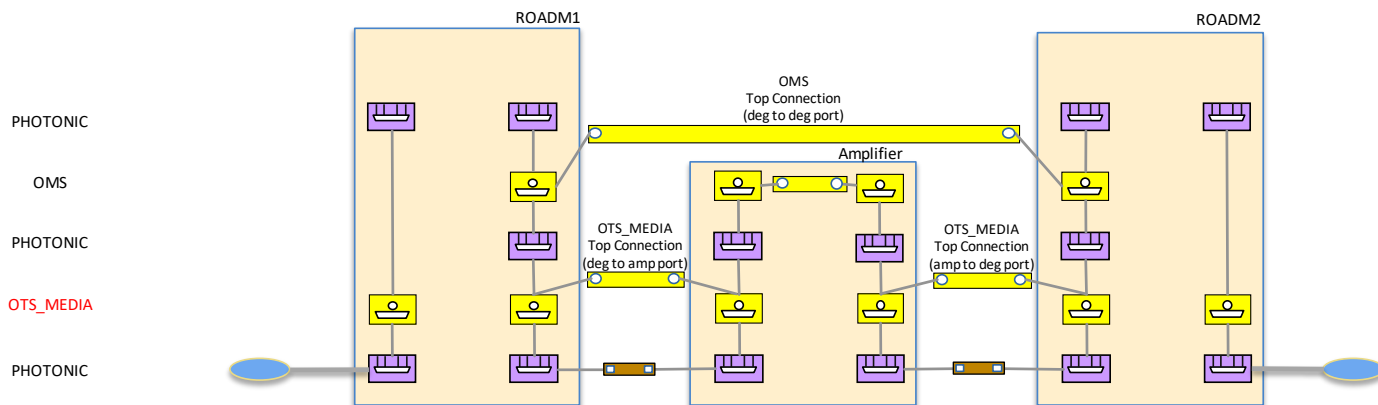 ROADM1
ROADM2
OMS
Top Connection
(deg to deg port)
PHOTONIC
Amplifier
OMS
PHOTONIC
OTS_MEDIA
Top Connection
(deg to amp port)
OTS_MEDIA
Top Connection
(amp to deg port)
OTS_MEDIA
PHOTONIC